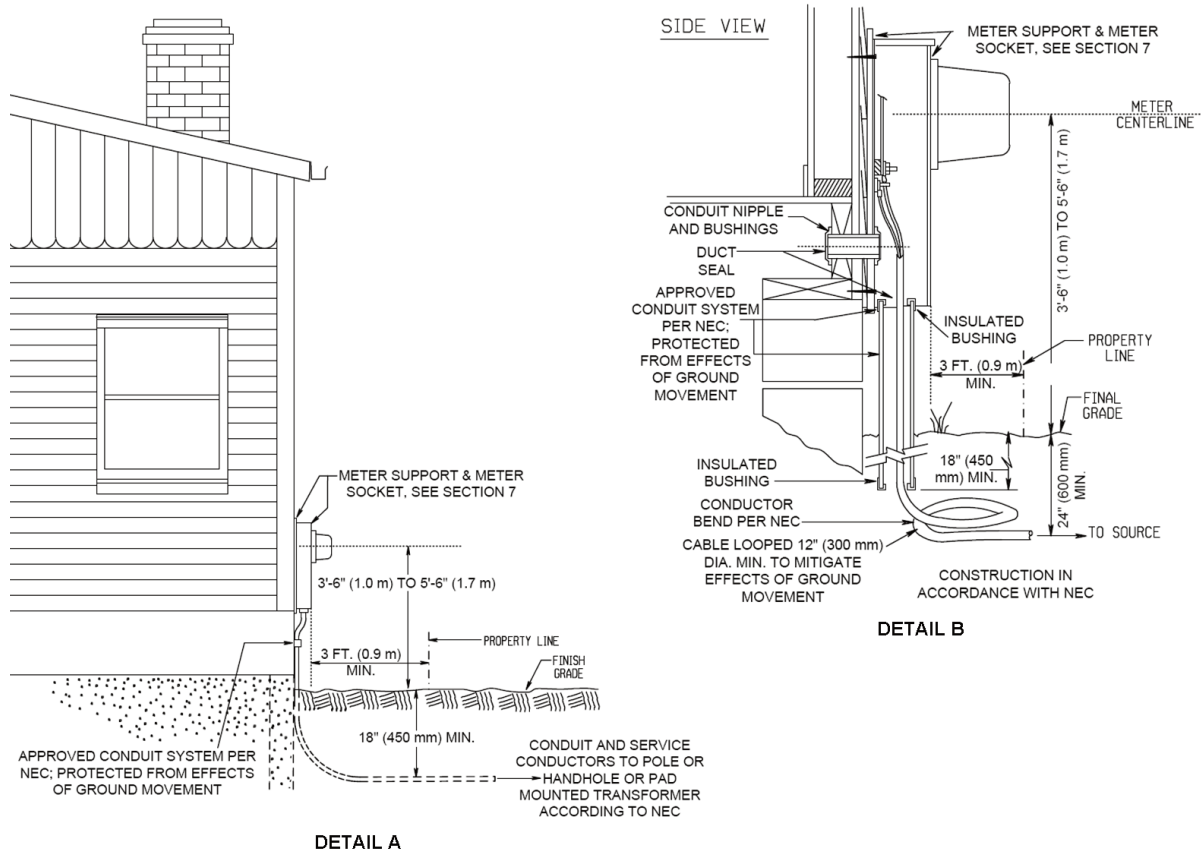 SIDE VIEW
METER SUPPORT & METER
SOCKET, SEE SECTION 7
METER
CENTERLINE
3'-6" (1.0 m) TO 5'-6" (1.7 m)
CONDUIT NIPPLE
AND BUSHINGS
DUCT
SEAL
APPROVED
CONDUIT SYSTEM
PER NEC;
PROTECTED
FROM EFFECTS
OF GROUND
MOVEMENT
INSULATED
BUSHING
PROPERTY
LINE
3 FT. (0.9 m)
MIN.
FINAL
GRADE
18" (450
mm) MIN.
24" (600 mm)
MIN.
INSULATED
BUSHING
CONDUCTOR
BEND PER NEC
CABLE LOOPED 12" (300 mm)
DIA. MIN. TO MITIGATE
EFFECTS OF GROUND
MOVEMENT
TO SOURCE
CONSTRUCTION IN
ACCORDANCE WITH NEC
DETAIL B
METER SUPPORT & METER
SOCKET, SEE SECTION 7
3'-6" (1.0 m) TO 5'-6" (1.7 m)
PROPERTY LINE
3 FT. (0.9 m)
MIN.
FINISH
GRADE
18" (450 mm) MIN.
APPROVED CONDUIT SYSTEM PER
NEC; PROTECTED FROM EFFECTS
OF GROUND MOVEMENT
CONDUIT AND SERVICE
CONDUCTORS TO POLE OR
HANDHOLE OR PAD
MOUNTED TRANSFORMER
ACCORDING TO NEC
DETAIL A